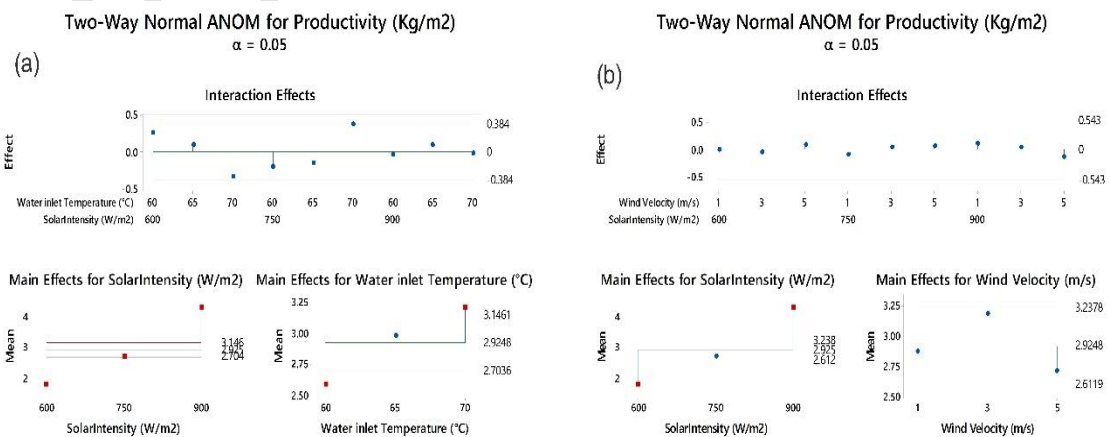 Two-Way Normal ANOM for Productivity (Kg/m2)
α = 0.05
(a)
Interaction Effects
Effect
0.5
0.0
-0.5
0.384
0
-0.384
Water inlet Temperature (°C) 60 65 70 60 65 70 60 65 70
SolarIntensity (W/m2) 600 750 900
Main Effects for SolarIntensity (W/m2)
Mean
4
3
2
3.146
2.925
2.704
600 750 900
SolarIntensity (W/m2)
Main Effects for Water inlet Temperature (°C)
Mean
3.25
3.00
2.75
2.50
3.1461
2.9248
2.7036
60 65 70
Water inlet Temperature (°C)
Two-Way Normal ANOM for Productivity (Kg/m2)
α = 0.05
(b)
Interaction Effects
Effect
0.5
0.0
-0.5
0.543
0
-0.543
Wind Velocity (m/s) 1 3 5 1 3 5 1 3 5
SolarIntensity (W/m2) 600 750 900
Main Effects for SolarIntensity (W/m2)
Mean
4
3
2
3.238
2.925
2.612
600 750 900
SolarIntensity (W/m2)
Main Effects for Wind Velocity (m/s)
Mean
3.25
3.00
2.75
2.50
3.2378
2.9248
2.6119
1 3 5
Wind Velocity (m/s)